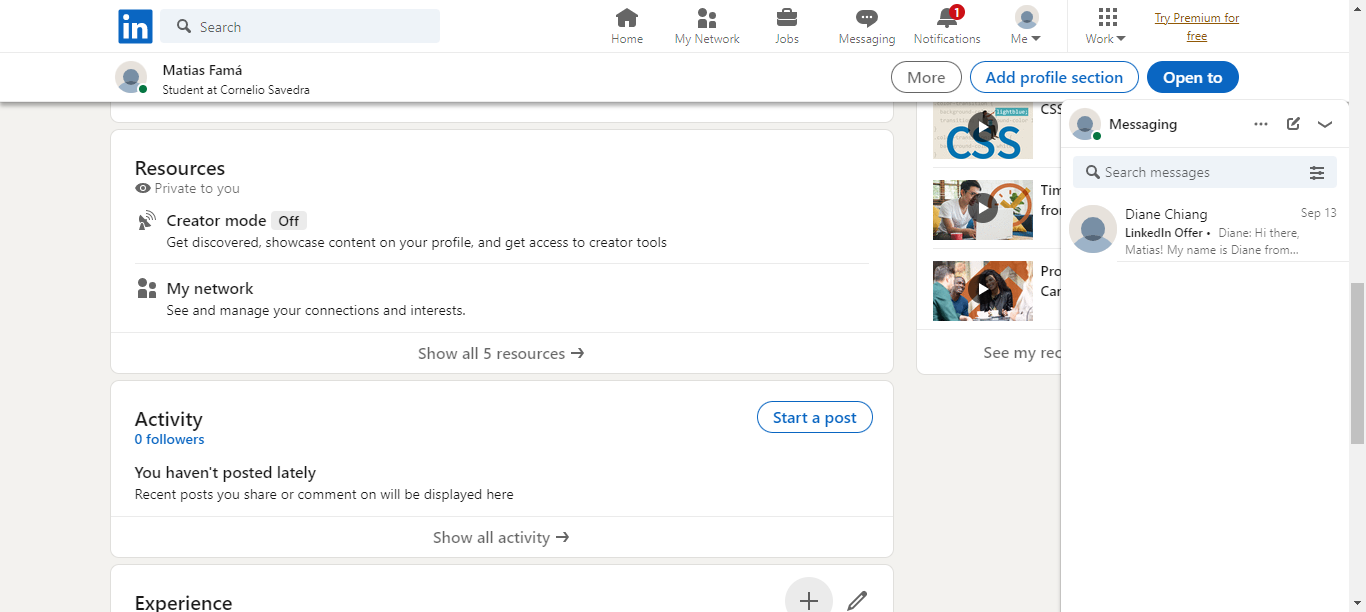 in
Search
Home
My Network
Jobs
Messaging
1
Notifications
Me
Work
Try Premium for
free
Matias Famá
Student at Cornelio Savedra
More
Add profile section
Open to
Resources
Private to you
Creator mode Off
Get discovered, showcase content on your profile, and get access to creator tools
My network
See and manage your connections and interests.
Show all 5 resources →
Activity
0 followers
Start a post
You haven't posted lately
Recent posts you share or comment on will be displayed here
Show all activity →
Experience
lightblue;
CSS
CSS
Tim
fro
Pro
Car
See my rec
Messaging
Search messages
Diane Chiang
Sep 13
LinkedIn Offer • Diane: Hi there,
Matias! My name is Diane from...